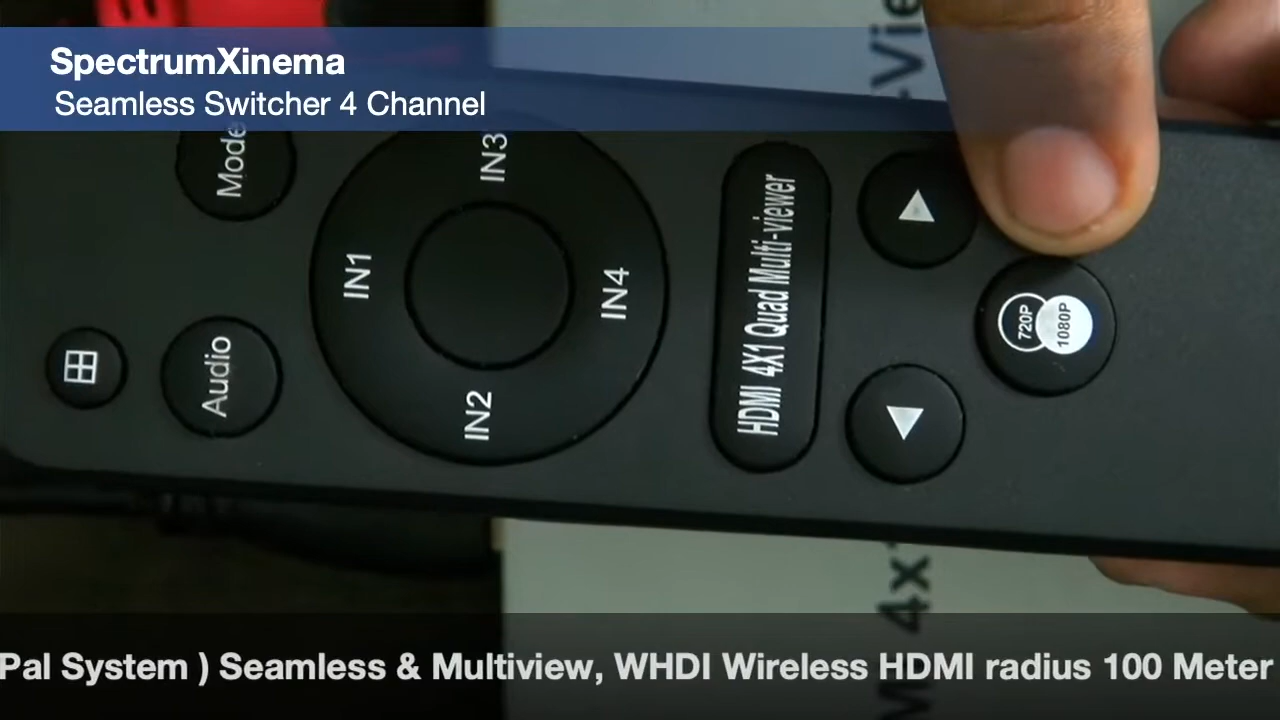 SpectrumXinema
Seamless Switcher 4 Channel
Mode
Audio
IN3
IN1
IN4
IN2
HDMI 4X1 Quad Multi-viewer
720P
1080P
4x1
Pal System ) Seamless & Multiview, WHDI Wireless HDMI radius 100 Meter